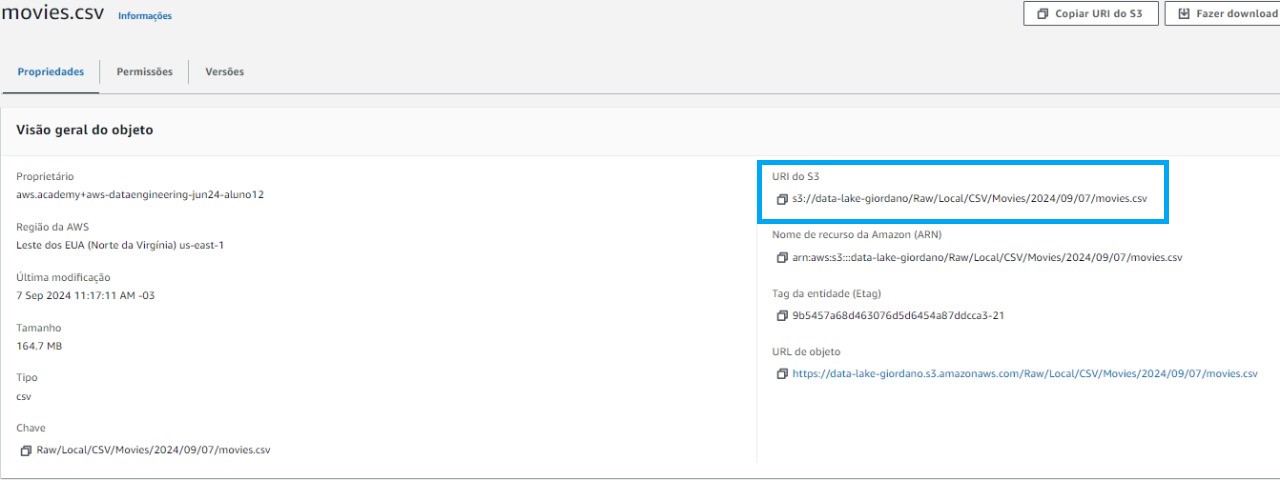 movies.csv Informações
Copiar URI do S3
Fazer download
Propriedades
Permissões
Versões
Visão geral do objeto
Proprietário
aws.academy+aws-dataengineering-jun24-aluno12
Região da AWS
Leste dos EUA (Norte da Virgínia) us-east-1
Última modificação
7 Sep 2024 11:17:11 AM -03
Tamanho
164.7 MB
Tipo
csv
Chave
Raw/Local/CSV/Movies/2024/09/07/movies.csv
URI do S3
s3://data-lake-giordano/Raw/Local/CSV/Movies/2024/09/07/movies.csv
Nome de recurso da Amazon (ARN)
arn:aws:s3:::data-lake-giordano/Raw/Local/CSV/Movies/2024/09/07/movies.csv
Tag da entidade (Etag)
9b5457a68d463076d5d6454a87ddcca3-21
URL de objeto
https://data-lake-giordano.s3.amazonaws.com/Raw/Local/CSV/Movies/2024/09/07/movies.csv